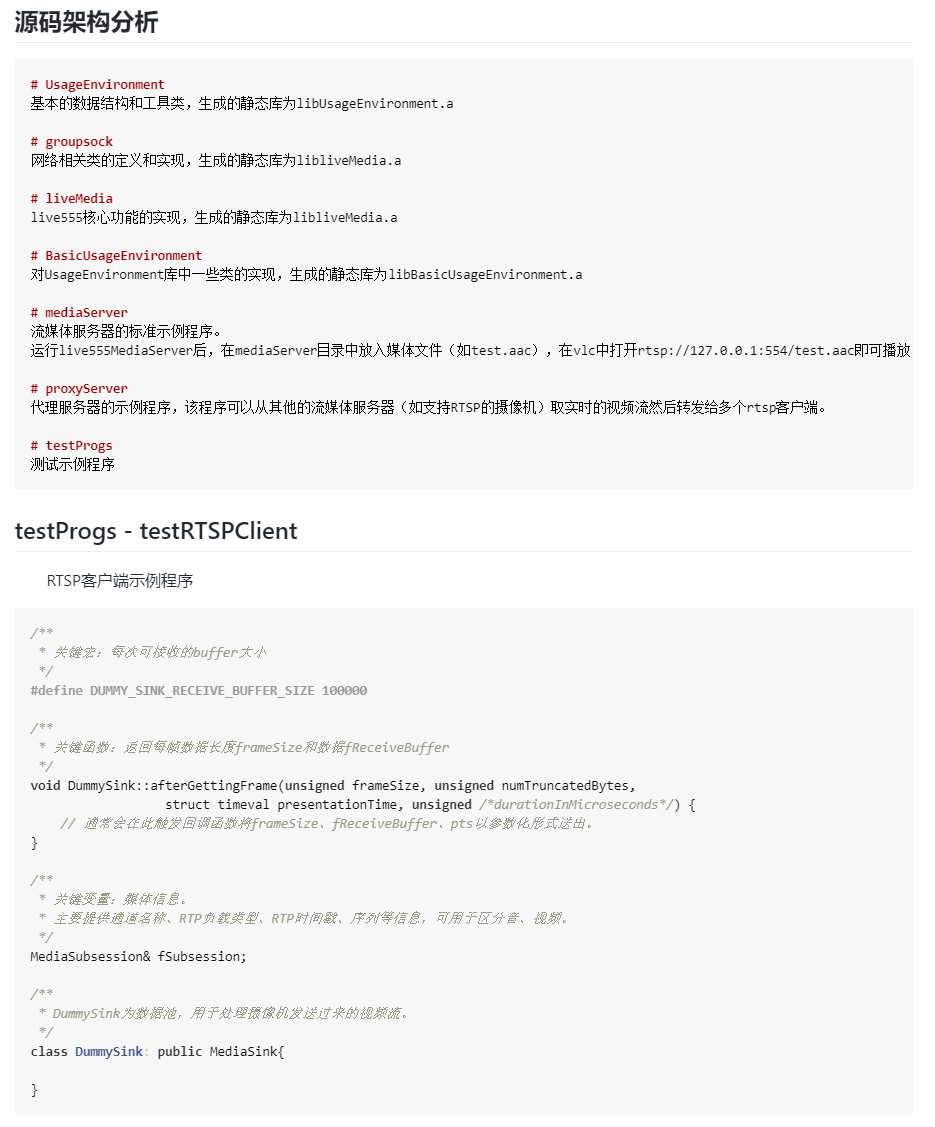 源码架构分析
# UsageEnvironment
基本的数据结构和工具类，生成的静态库为libUsageEnvironment.a
# groupsock
网络相关类的定义和实现，生成的静态库为libliveMedia.a
# liveMedia
live555核心功能的实现，生成的静态库为libliveMedia.a
# BasicUsageEnvironment
对UsageEnvironment库中一些类的实现，生成的静态库为libBasicUsageEnvironment.a
# mediaServer
流媒体服务器的标准示例程序。
运行live555MediaServer后，在mediaServer目录中放入媒体文件（如test.aac），在vlc中打开rtsp://127.0.0.1:554/test.aac即可播放
# proxyServer
代理服务器的示例程序，该程序可以从其他的流媒体服务器（如支持RTSP的摄像机）取实时的视频流然后转发给多个rtsp客户端。
# testProgs
测试示例程序
testProgs - testRTSPClient
RTSP客户端示例程序
/**
 * 关键宏：每次可接收的buffer大小
 */
#define DUMMY_SINK_RECEIVE_BUFFER_SIZE 100000
/**
 * 关键函数：返回每帧数据长度frameSize和数据fReceiveBuffer
 */
void DummySink::afterGettingFrame(unsigned frameSize, unsigned numTruncatedBytes,
                  struct timeval presentationTime, unsigned /*durationInMicroseconds*/) {
    // 通常会在此触发回调函数将frameSize、fReceiveBuffer、pts以参数化形式送出。
}
/**
 * 关键变量：媒体信息。
 * 主要提供通道名称、RTP负载类型、RTP时间戳、序列等信息，可用于区分音、视频。
 */
MediaSubsession& fSubsession;
/**
 * DummySink为数据池，用于处理摄像机发送过来的视频流。
 */
class DummySink: public MediaSink{
}